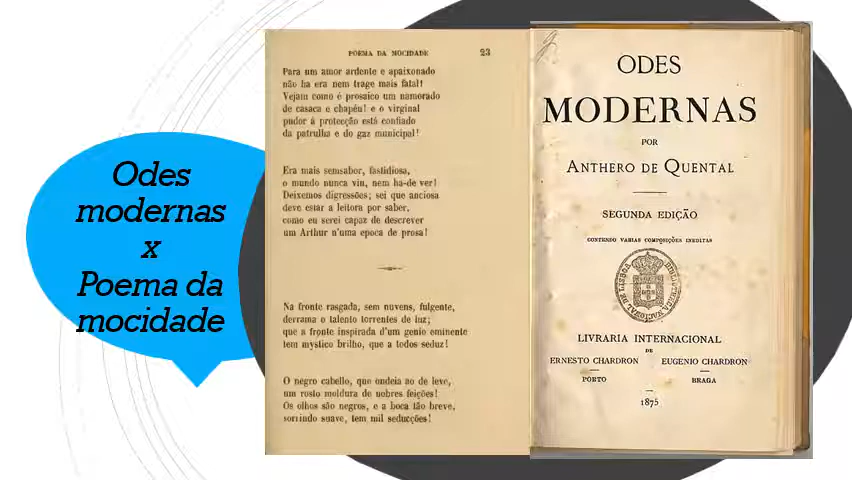 Odes
modernas
x
Poema da
mocidade
POEMA DA MOCIDADE 23
Para um amor ardente e apaixonado
não ha era nem trage mais fatal!
Vejam como é prosaico um namorado
de casaca e chapéu! e o virginal
pudor á protecção está confiado
da patrulha e do gaz municipal!
Era mais semsabor, fastidiosa,
o mundo nunca viu, nem ha-de ver!
Deixemos digressões; sei que anciosa
deve estar a leitora por saber,
como eu serei capaz de descrever
um Arthur n'uma epoca de prosa!
Na fronte rasgada, sem nuvens, fulgente,
derrama o talento torrentes de luz;
que a fronte inspirada d'um genio eminente
tem mystico brilho, que a todos seduz!
O negro cabello, que ondeia ao de leve,
um rosto moldura de nobres feições!
Os olhos são negros, e a boca tão breve,
sorrindo suave, tem mil seducções!
ODES
MODERNAS
POR
ANTHERO DE QUENTAL
SEGUNDA EDIÇÃO
CONTENDO VARIAS COMPOSIÇÕES INEDITAS
BIBLIOTHECA NACIONAL DE LISBOA
LIVRARIA INTERNACIONAL
DE
ERNESTO CHARDRON EUGENIO CHARDRON
PORTO BRAGA
1875